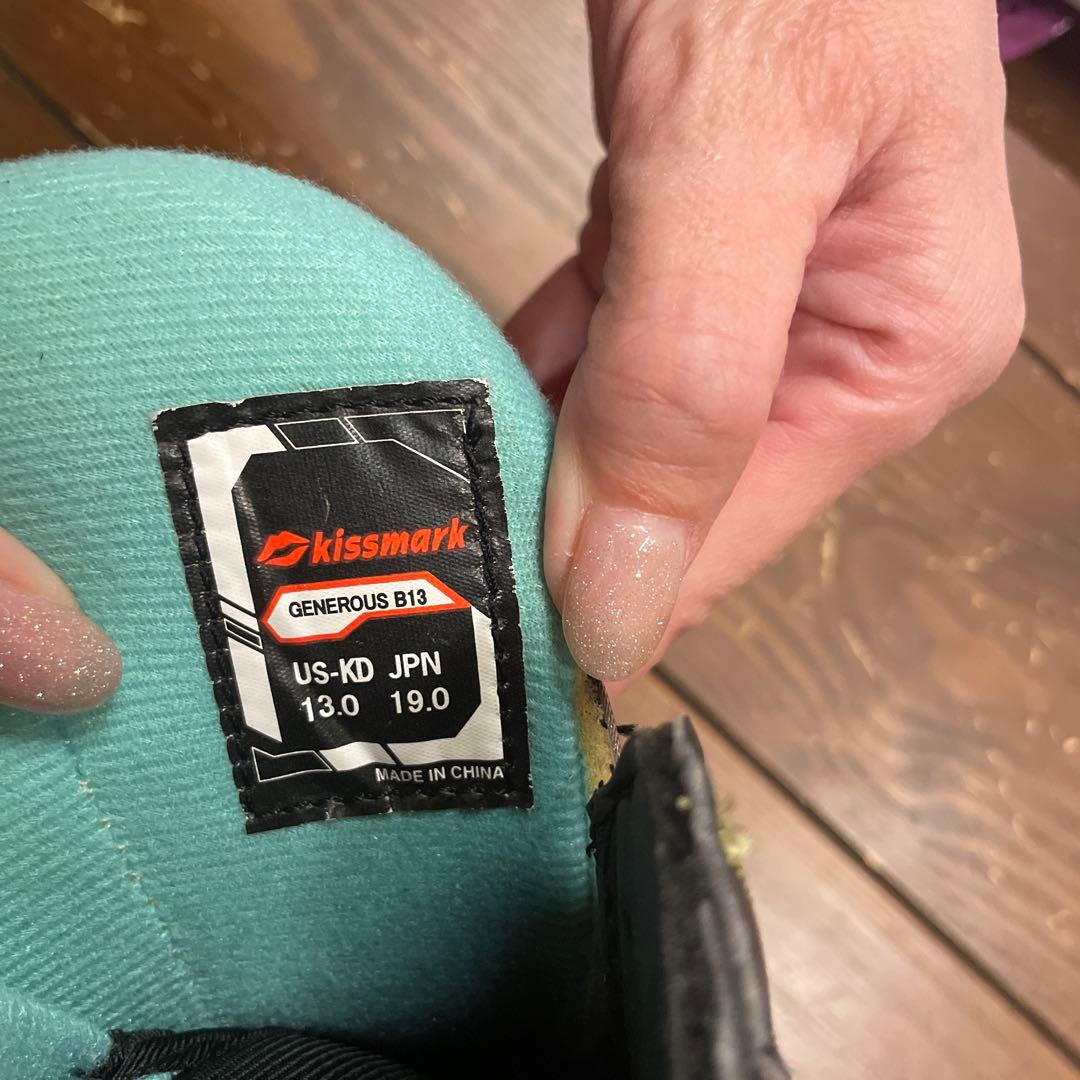 kissmark
GENEROUS B13
US-KD JPN
13.0 19.0
MADE IN CHINA